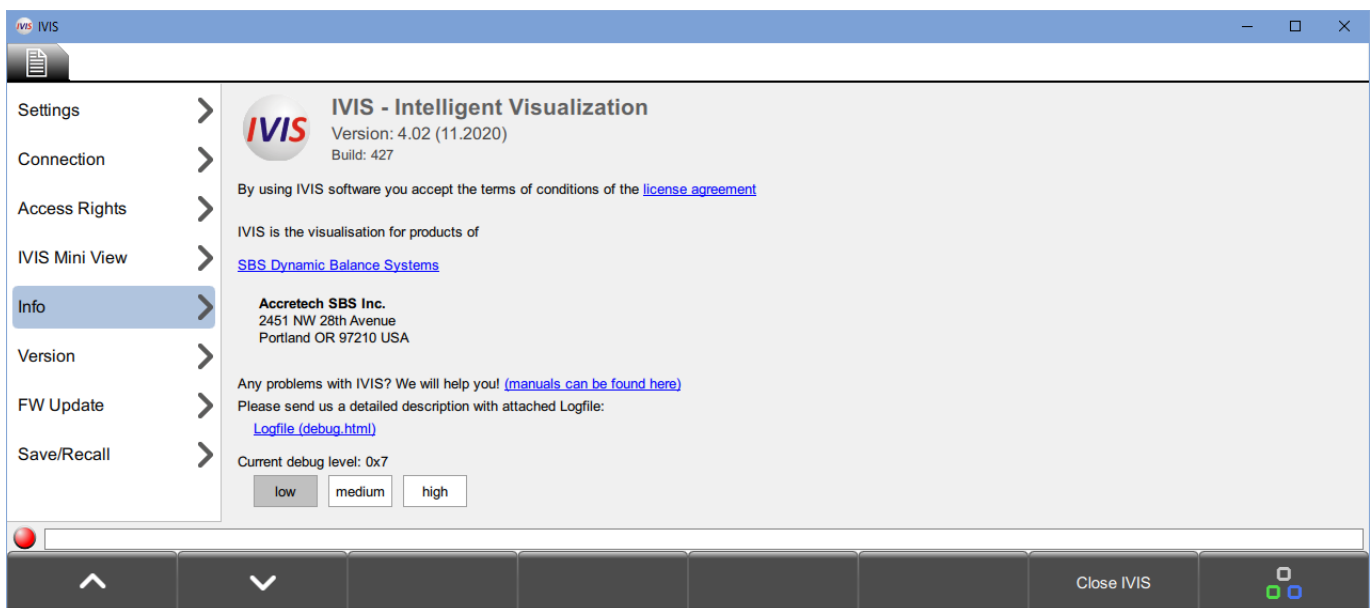 IVIS IVIS
Settings
Connection
Access Rights
IVIS Mini View
Info
Version
FW Update
Save/Recall
IVIS
IVIS - Intelligent Visualization
Version: 4.02 (11.2020)
Build: 427
By using IVIS software you accept the terms of conditions of the license agreement
IVIS is the visualisation for products of
SBS Dynamic Balance Systems
Accretech SBS Inc.
2451 NW 28th Avenue
Portland OR 97210 USA
Any problems with IVIS? We will help you! (manuals can be found here)
Please send us a detailed description with attached Logfile:
Logfile (debug.html)
Current debug level: 0x7
low medium high
Close IVIS